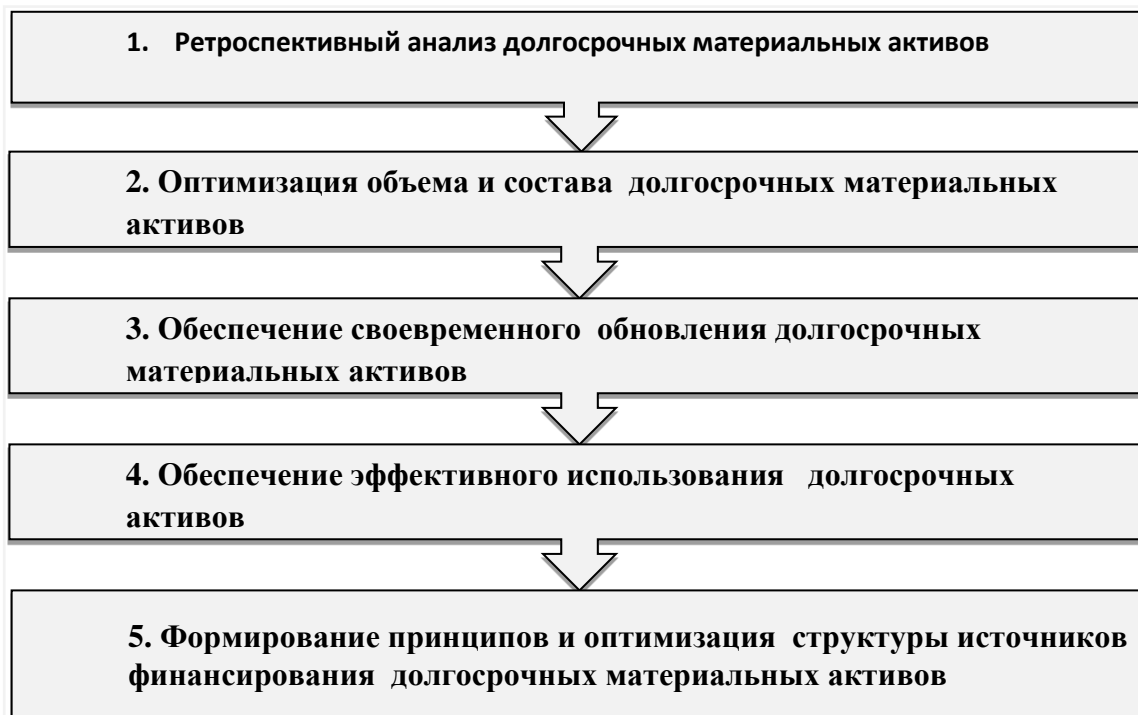 1. Ретроспективный анализ долгосрочных материальных активов
2. Оптимизация объема и состава долгосрочных материальных
активов
3. Обеспечение своевременного обновления долгосрочных
материальных активов
4. Обеспечение эффективного использования долгосрочных
активов
5. Формирование принципов и оптимизация структуры источников
финансирования долгосрочных материальных активов